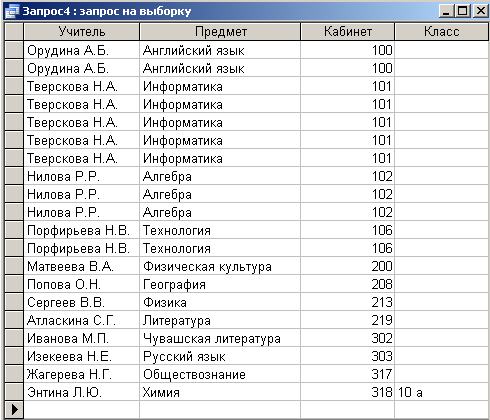 Запрос4 : запрос на выборку
Учитель Предмет Кабинет Класс
Орудина А.Б. Английский язык 100
Орудина А.Б. Английский язык 100
Тверскова Н.А. Информатика 101
Тверскова Н.А. Информатика 101
Тверскова Н.А. Информатика 101
Тверскова Н.А. Информатика 101
Тверскова Н.А. Информатика 101
Нилова Р.Р. Алгебра 102
Нилова Р.Р. Алгебра 102
Нилова Р.Р. Алгебра 102
Порфирьева Н.В. Технология 106
Порфирьева Н.В. Технология 106
Матвеева В.А. Физическая культура 200
Попова О.Н. География 208
Сергеев В.В. Физика 213
Атласкина С.Г. Литература 219
Иванова М.П. Чувашская литература 302
Изекеева Н.Е. Русский язык 303
Жагерева Н.Г. Обществознание 317
Энтина Л.Ю. Химия 318 10 а